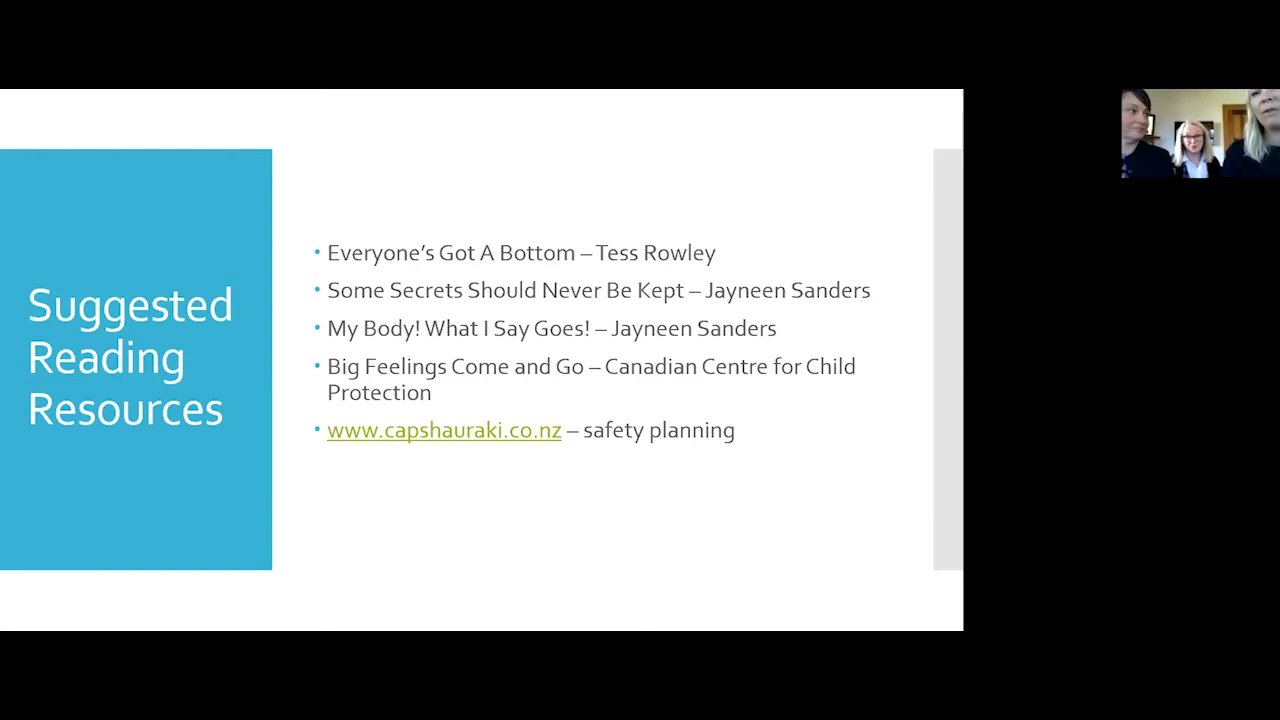 Suggested
Reading
Resources
• Everyone’s Got A Bottom – Tess Rowley
• Some Secrets Should Never Be Kept – Jayneen Sanders
• My Body! What I Say Goes! – Jayneen Sanders
• Big Feelings Come and Go – Canadian Centre for Child
Protection
• www.capshauraki.co.nz – safety planning